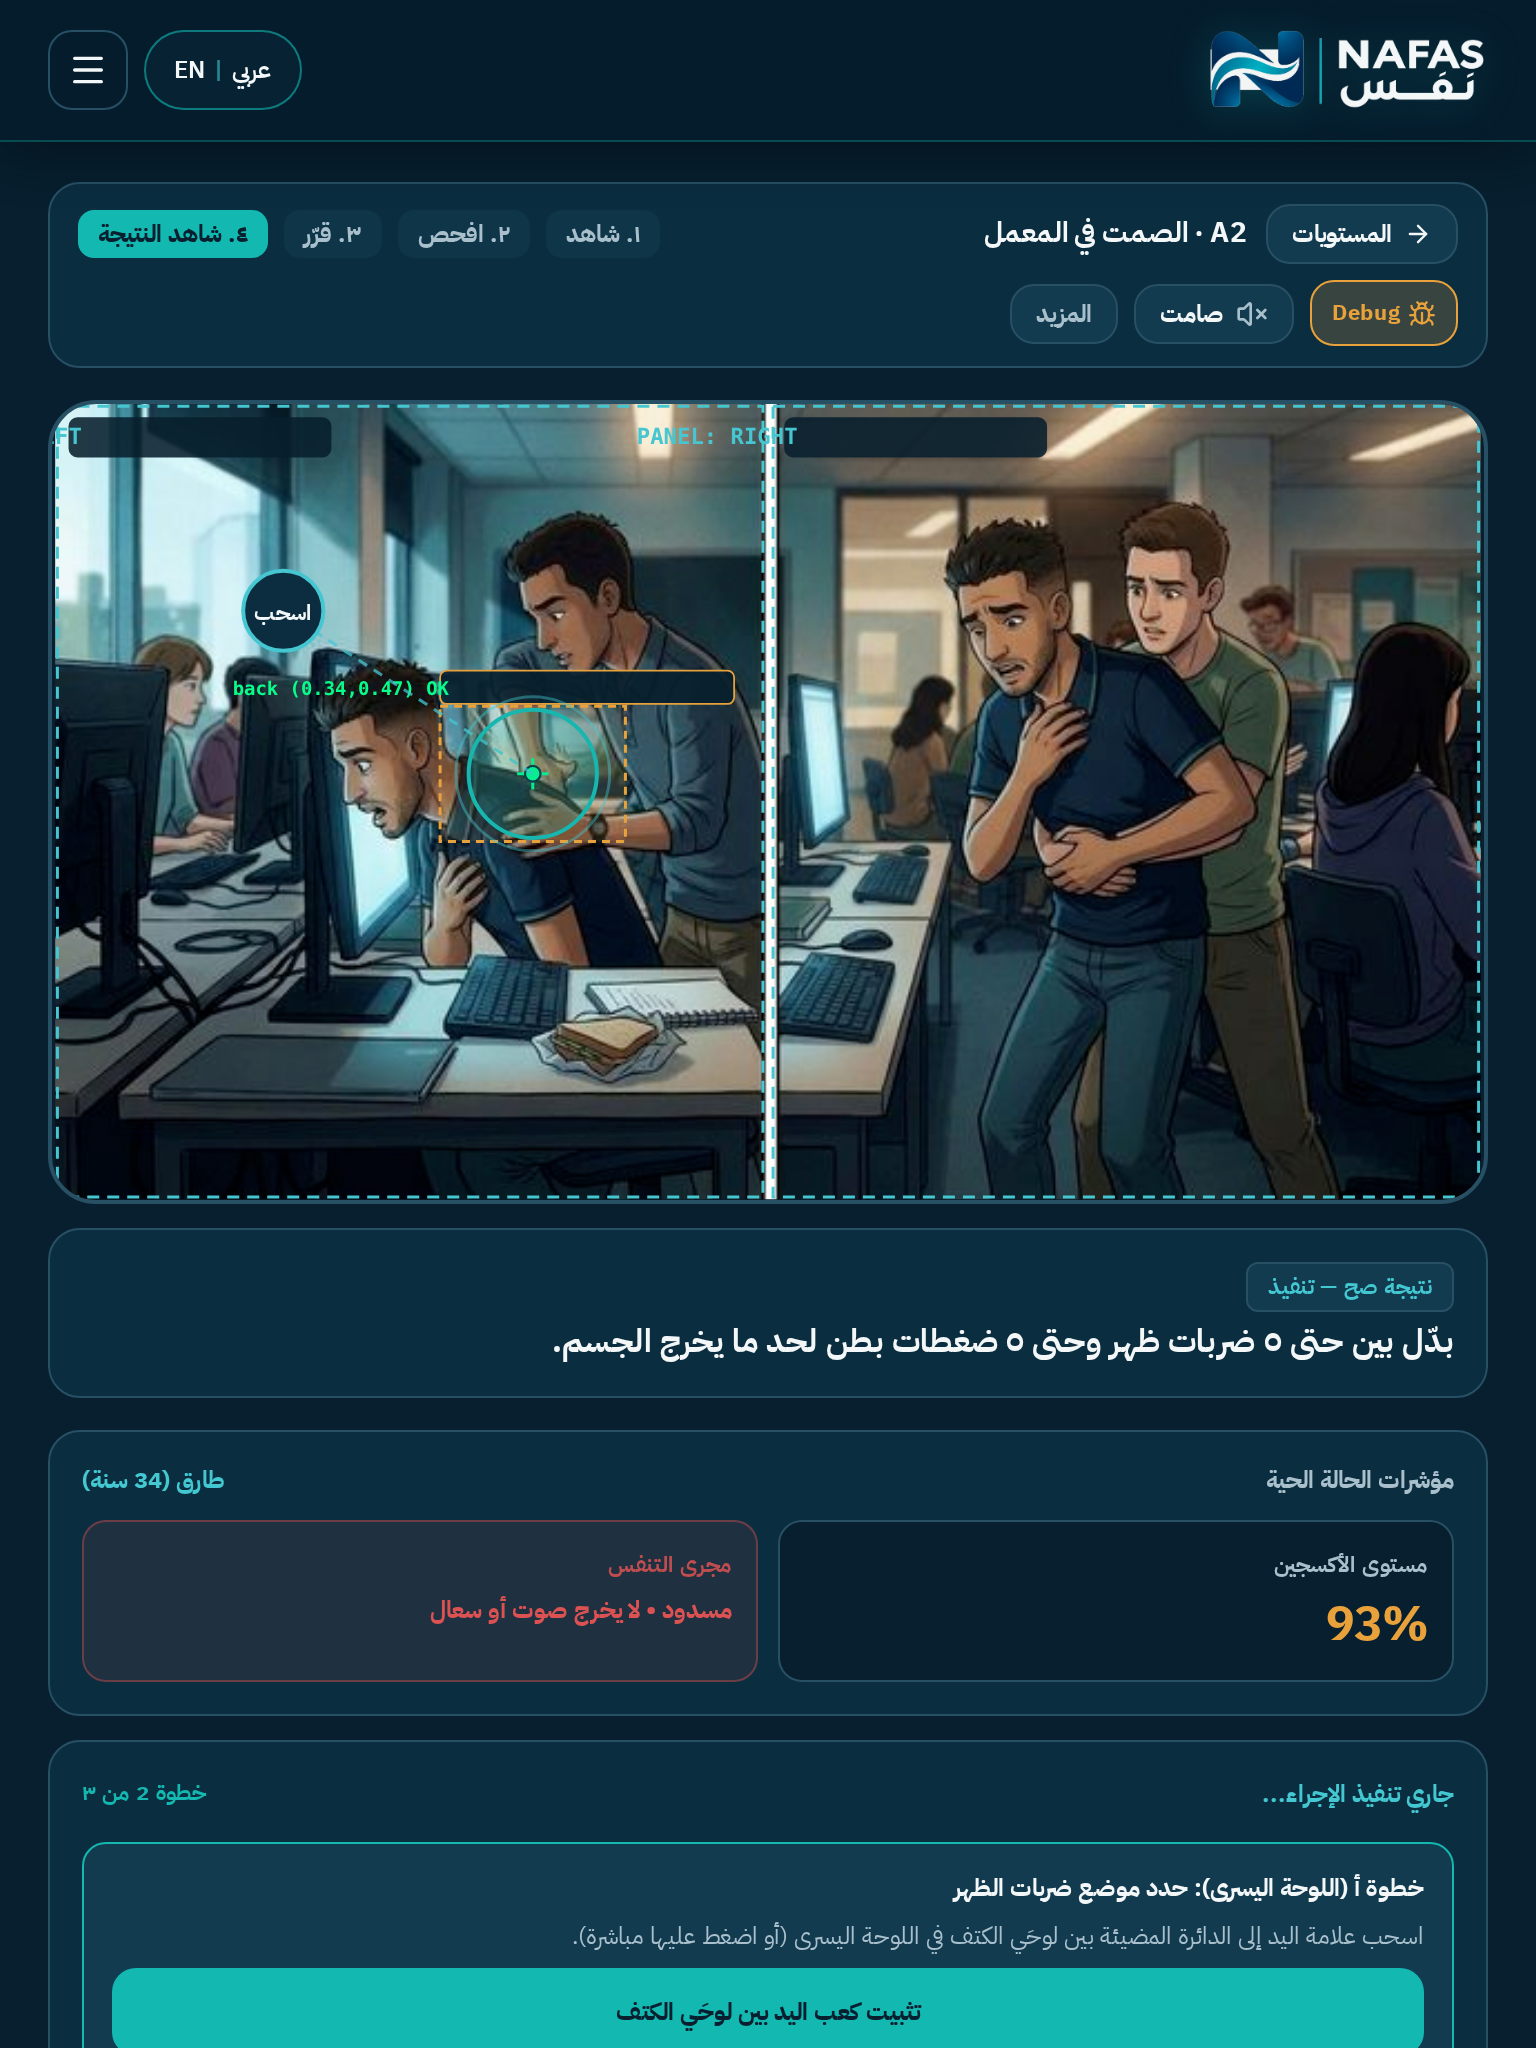 NAFAS
نَفَس
عربي | EN
المستويات
A2 · الصمت في المعمل
١. شاهد
٢. افحص
٣. قرّر
٤. شاهد النتيجة
Debug
صامت
المزيد
FT
PANEL: RIGHT
اسحب
back (0.34,0.47) OK
نتيجة صح — تنفيذ
بدّل بين حتى ٥ ضربات ظهر وحتى ٥ ضغطات بطن لحد ما يخرج الجسم.
مؤشرات الحالة الحية
طارق (34 سنة)
مستوى الأكسجين
93%
مجرى التنفس
مسدود • لا يخرج صوت أو سعال
جاري تنفيذ الإجراء...
خطوة 2 من ٣
خطوة أ (اللوحة اليسرى): حدد موضع ضربات الظهر
اسحب علامة اليد إلى الدائرة المضيئة بين لوحَي الكتف في اللوحة اليسرى (أو اضغط عليها مباشرة).
تثبيت كعب اليد بين لوحَي الكتف